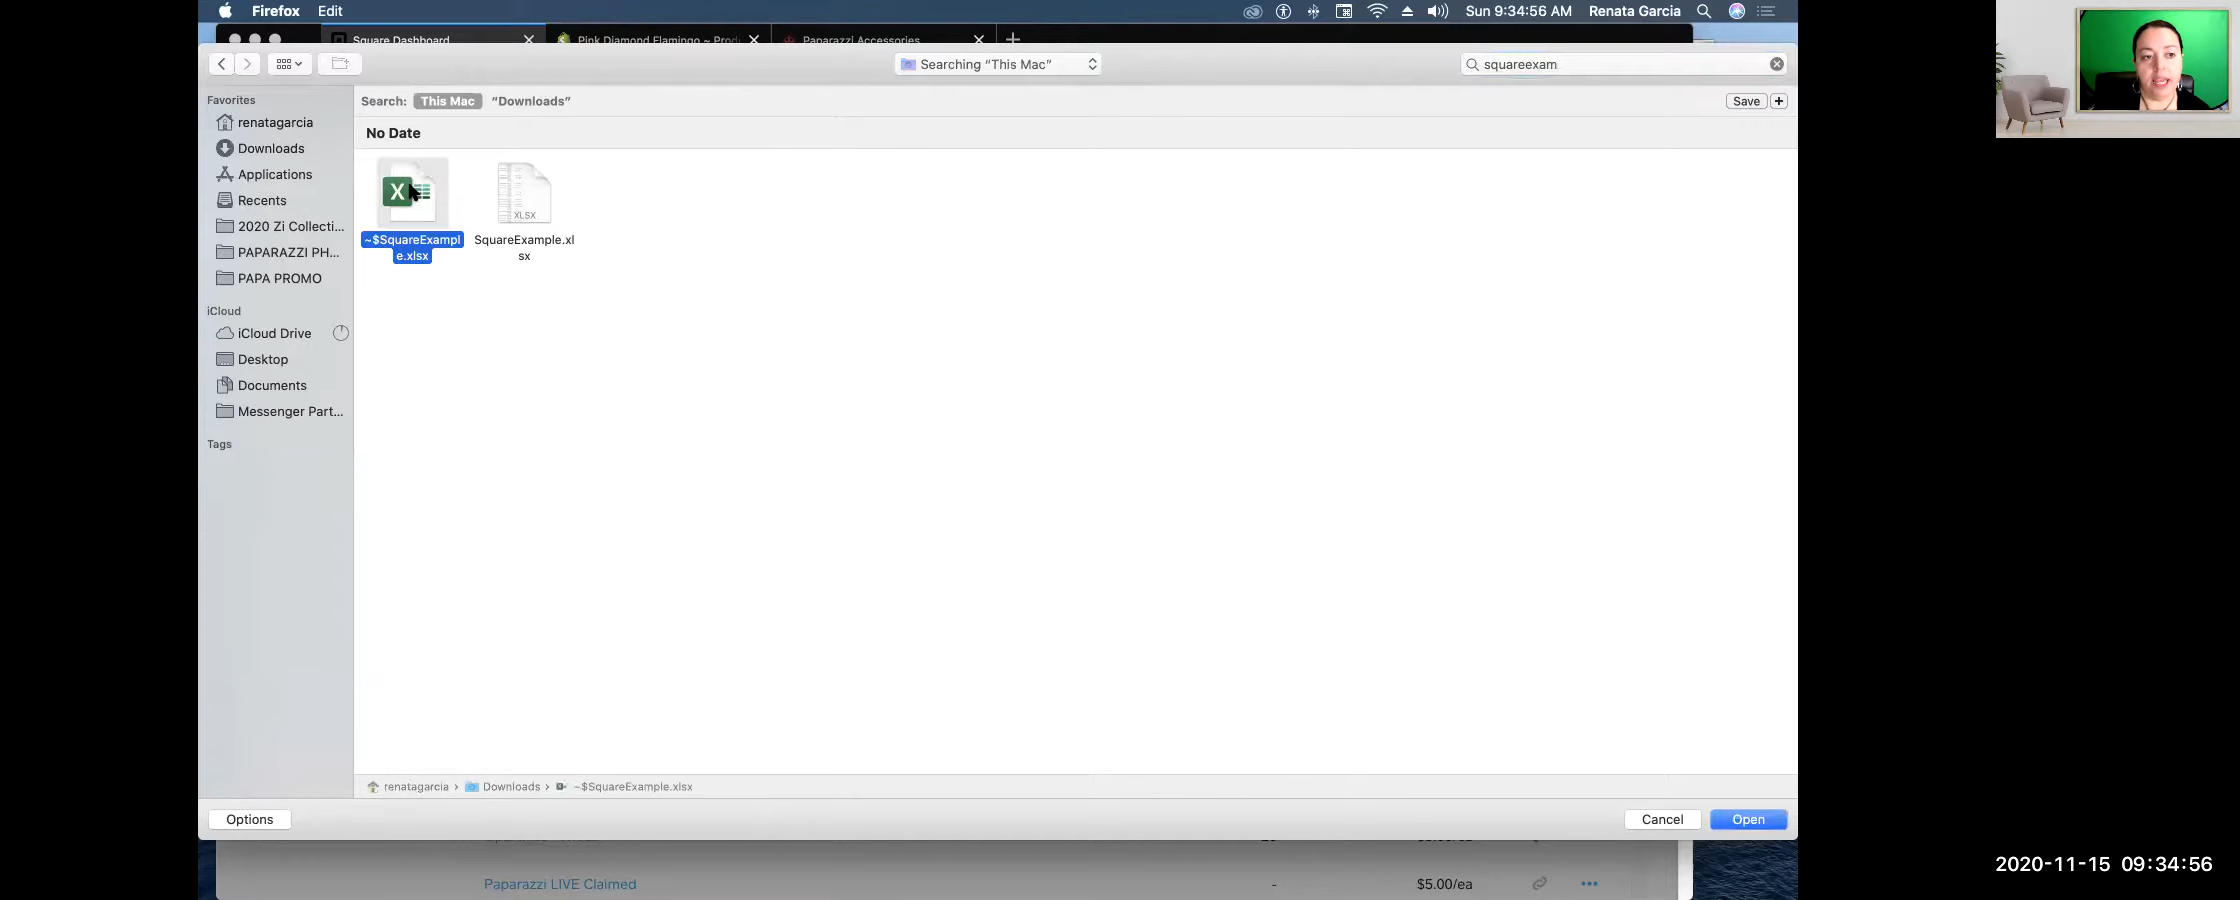 Firefox Edit
Sun 9:34:56 AM Renata Garcia
Square Dashboard
Pink Diamond Flamingo ~ Prod
Paparazzi Accessories
Searching “This Mac”
squareexam
Favorites
Search: This Mac “Downloads”
Save +
renatagarcia
No Date
Downloads
Applications
Recents
2020 Zi Collecti...
PAPARAZZI PH...
PAPA PROMO
X
XLSX
~$SquareExampl
e.xlsx
SquareExample.xl
sx
iCloud
iCloud Drive
Desktop
Documents
Messenger Part...
Tags
renatagarcia › Downloads › ~$SquareExample.xlsx
Options
Cancel
Open
Paparazzi LIVE Claimed - $5.00/ea
2020-11-15 09:34:56